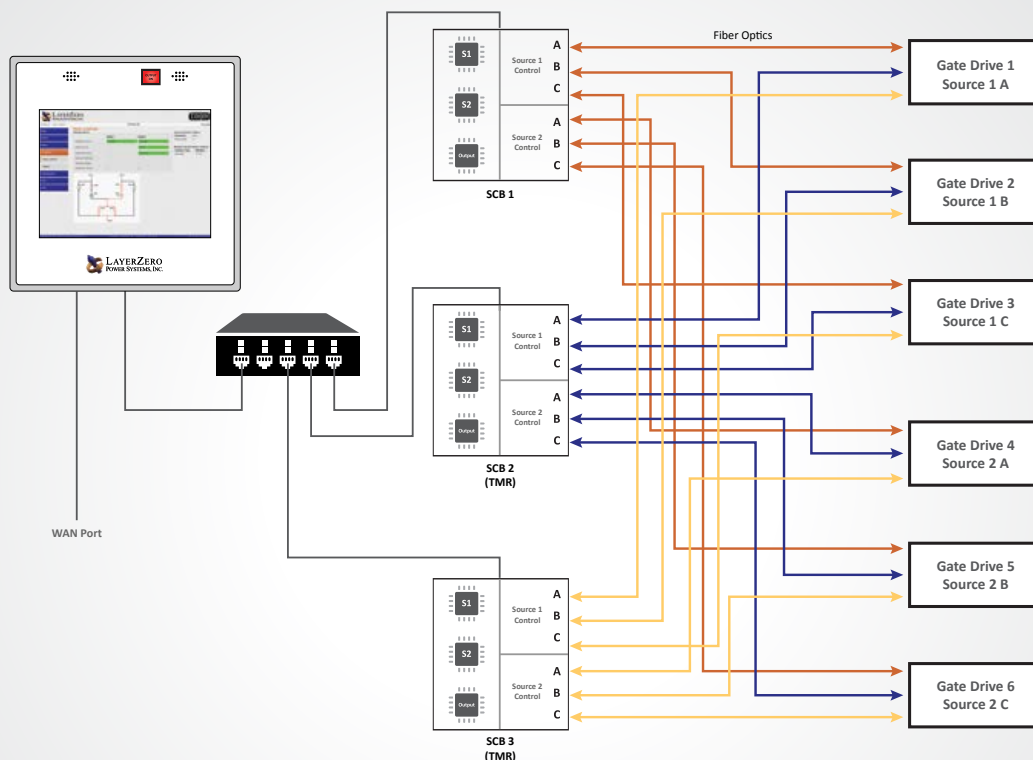 LAYERZERO
POWER SYSTEMS, INC.
WAN Port
S1
S2
Output
Source 1
Control
Source 2
Control
A
B
C
A
B
C
SCB 1
S1
S2
Output
Source 1
Control
Source 2
Control
A
B
C
A
B
C
SCB 2
(TMR)
S1
S2
Output
Source 1
Control
Source 2
Control
A
B
C
A
B
C
SCB 3
(TMR)
Fiber Optics
Gate Drive 1
Source 1 A
Gate Drive 2
Source 1 B
Gate Drive 3
Source 1 C
Gate Drive 4
Source 2 A
Gate Drive 5
Source 2 B
Gate Drive 6
Source 2 C